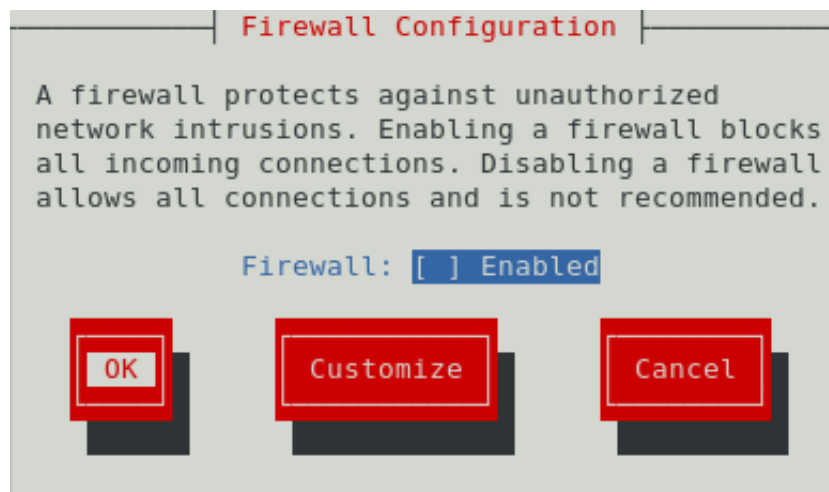 Firewall Configuration
A firewall protects against unauthorized
network intrusions. Enabling a firewall blocks
all incoming connections. Disabling a firewall
allows all connections and is not recommended.
Firewall: [ ] Enabled
OK Customize Cancel